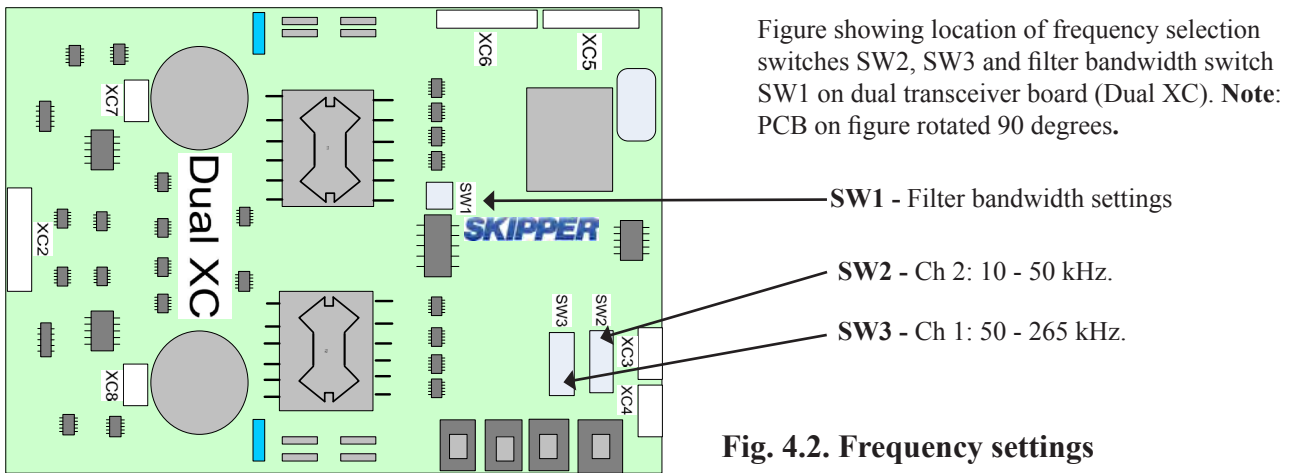 Figure showing location of frequency selection
switches SW2, SW3 and filter bandwidth switch
SW1 on dual transceiver board (Dual XC). Note:
PCB on figure rotated 90 degrees.
XC6
XC5
XC7
Dual XC
SW1
SKIPPER
XC2
SW3
SW2
XC3
XC4
XC8
SW1 - Filter bandwidth settings
SW2 - Ch 2: 10 - 50 kHz.
SW3 - Ch 1: 50 - 265 kHz.
Fig. 4.2. Frequency settings